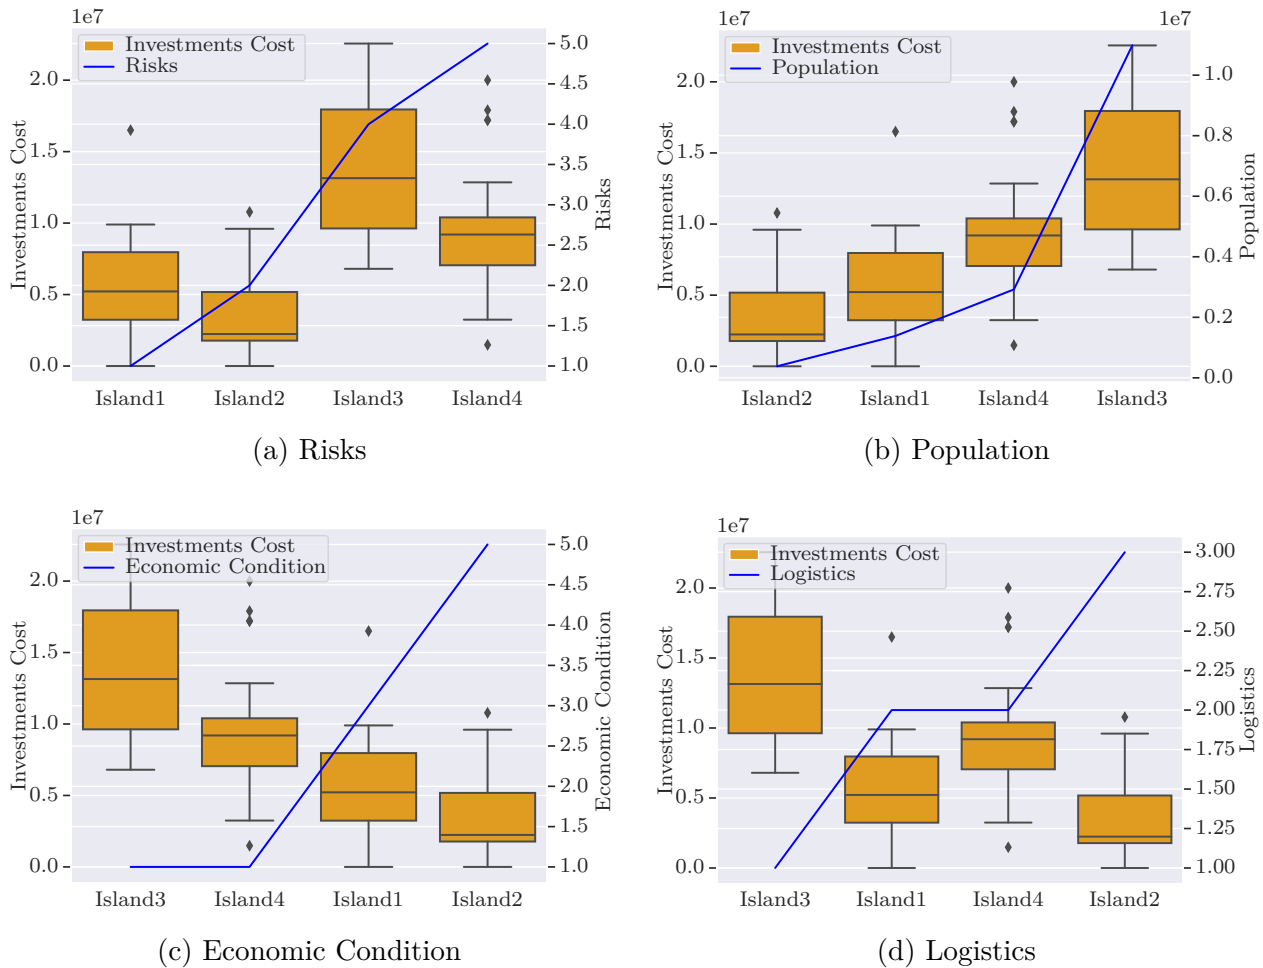 1e7
Investments Cost
Risks
2.0
1.5
1.0
0.5
0.0
Investments Cost
5.0
4.5
4.0
3.5
3.0
2.5
2.0
1.5
1.0
Risks
Island1 Island2 Island3 Island4
(a) Risks
1e7 1e7
Investments Cost
Population
2.0
1.5
1.0
0.5
0.0
Investments Cost
1.0
0.8
0.6
0.4
0.2
0.0
Population
Island2 Island1 Island4 Island3
(b) Population
1e7
Investments Cost
Economic Condition
2.0
1.5
1.0
0.5
0.0
Investments Cost
5.0
4.5
4.0
3.5
3.0
2.5
2.0
1.5
1.0
Economic Condition
Island3 Island4 Island1 Island2
(c) Economic Condition
1e7
Investments Cost
Logistics
2.0
1.5
1.0
0.5
0.0
Investments Cost
3.00
2.75
2.50
2.25
2.00
1.75
1.50
1.25
1.00
Logistics
Island3 Island1 Island4 Island2
(d) Logistics